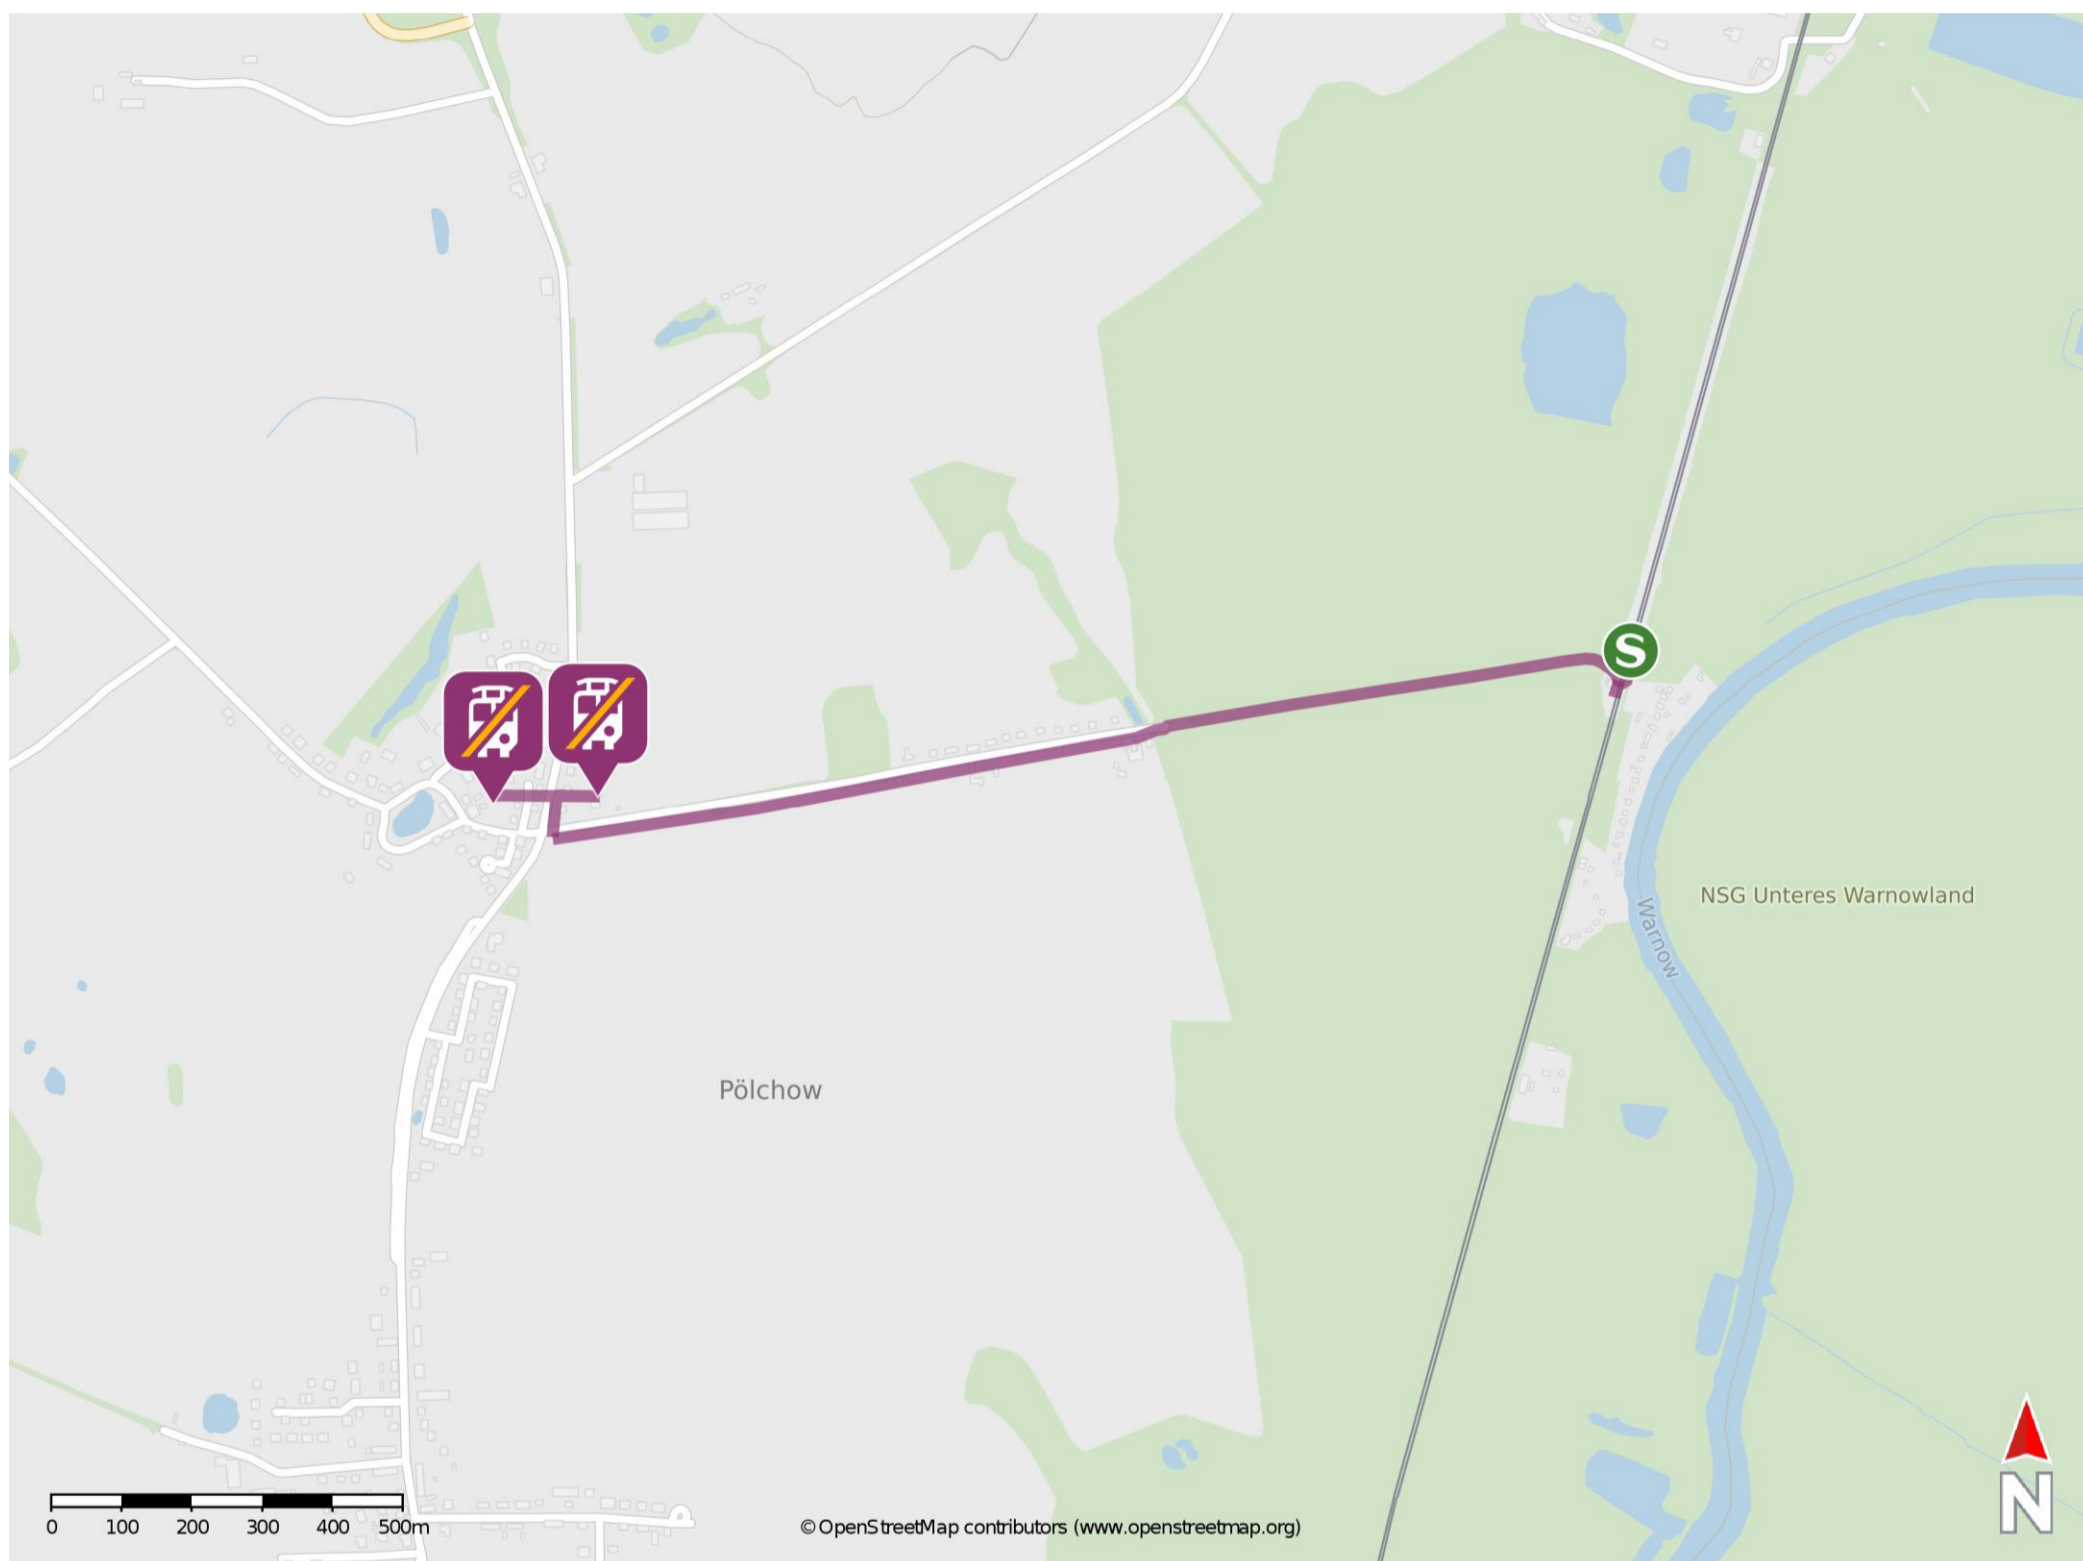 S
NSG Unteres Warnowland
Warnow
Pölchow
0 100 200 300 400 500m
© OpenStreetMap contributors (www.openstreetmap.org)
N